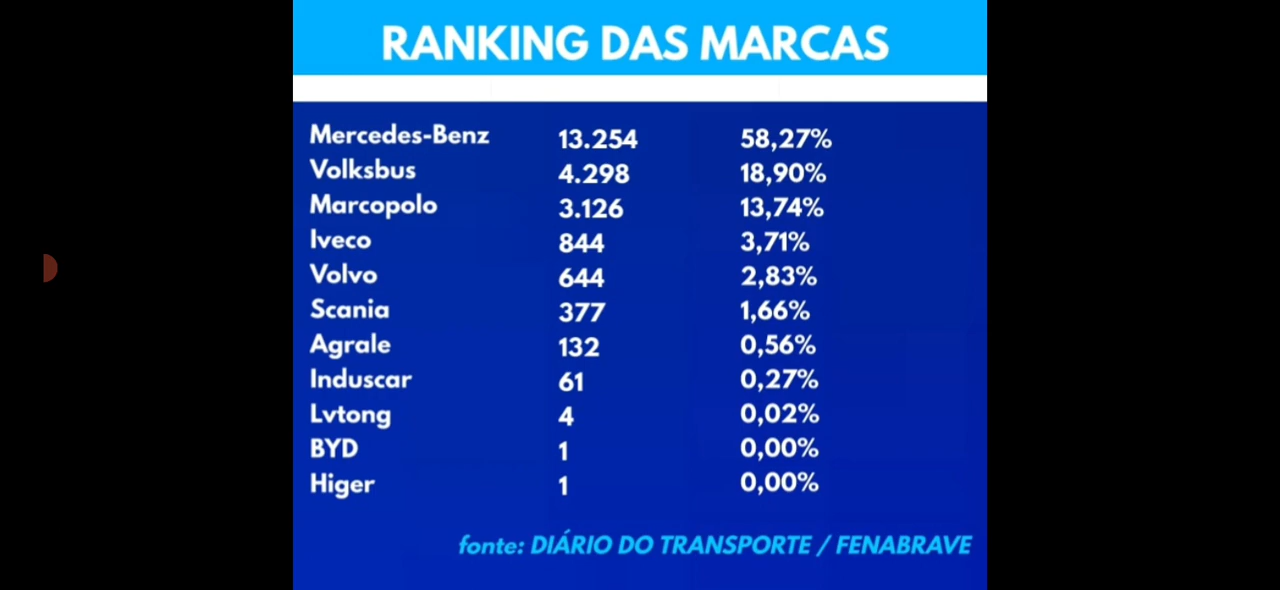 RANKING DAS MARCAS
Mercedes-Benz 13.254 58,27%
Volksbus 4.298 18,90%
Marcopolo 3.126 13,74%
Iveco 844 3,71%
Volvo 644 2,83%
Scania 377 1,66%
Agrale 132 0,56%
Induscar 61 0,27%
Lvtong 4 0,02%
BYD 1 0,00%
Higer 1 0,00%
fonte: DIÁRIO DO TRANSPORTE / FENABRAVE